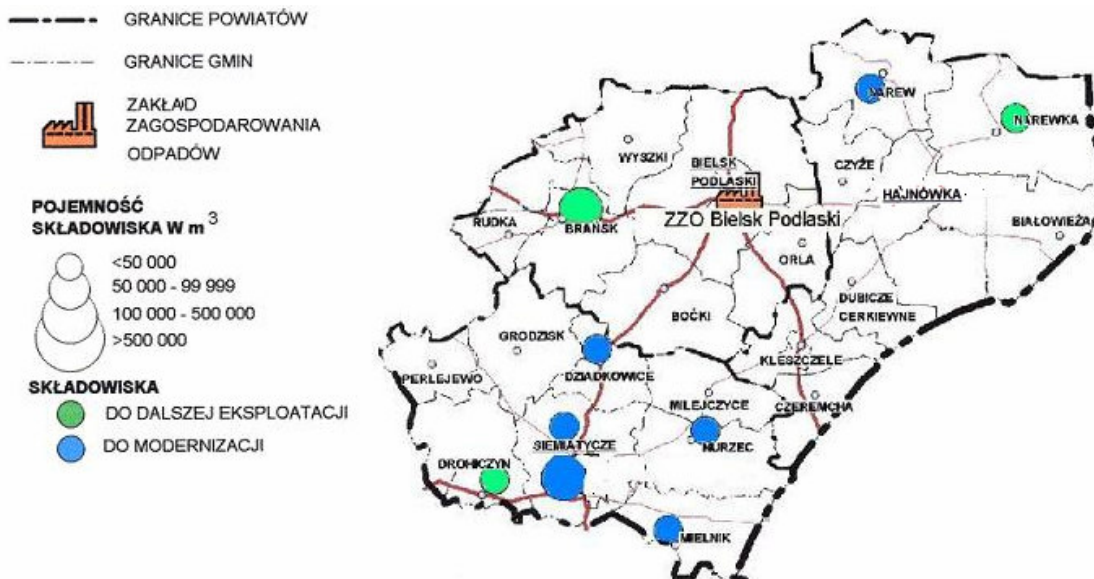 GRANICE POWIATÓW
GRANICE GMIN
ZAKŁAD
ZAGOSPODAROWANIA
ODPADÓW
POJEMNOŚĆ
SKŁADOWISKA W m3
<50 000
50 000 - 99 999
100 000 - 500 000
>500 000
SKŁADOWISKA
DO DALSZEJ EKSPLOATACJI
DO MODERNIZACJI
NAREW
NAREWKA
WYSZKI
BIELSK
PODLASKI
CZYŻE
HAJNÓWKA
RUDKA
BRAŃSK
ZZO Bielsk Podlaski
BIAŁOWIEŻA
ORLA
DUBICZE
CERKIEWNE
BOĆKI
GRODZISK
KLESZCZELE
PERLEJEWO
DZIADKOWICE
MILEJCZYCE
CZEREMCHA
SIEMIATYCZE
NURZEC
DROHICZYN
MIELNIK